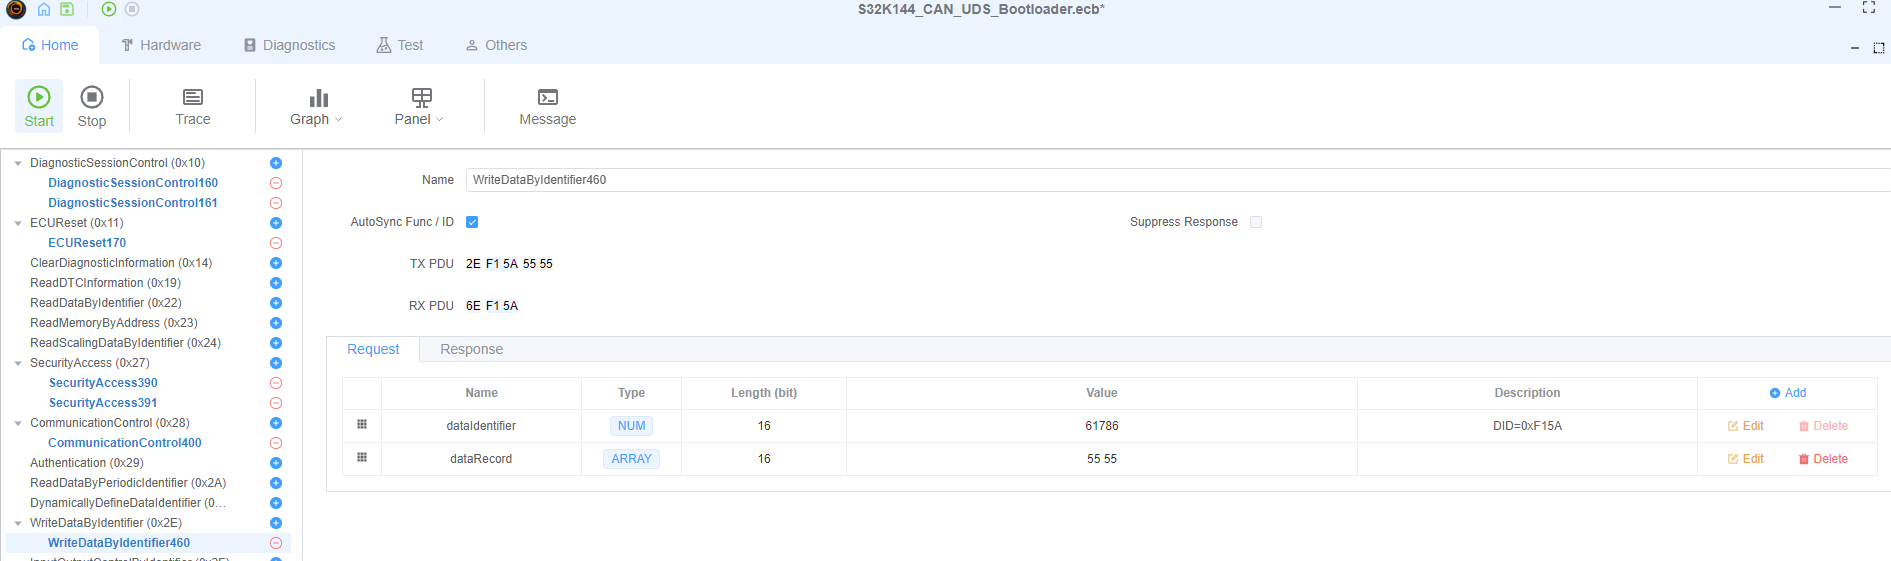 S32K144_CAN_UDS_Bootloader.ecb*
Home Hardware Diagnostics Test Others
Start Stop Trace Graph Panel Message
DiagnosticSessionControl (0x10)
DiagnosticSessionControl160
DiagnosticSessionControl161
ECUReset (0x11)
ECUReset170
ClearDiagnosticInformation (0x14)
ReadDTCInformation (0x19)
ReadDataByIdentifier (0x22)
ReadMemoryByAddress (0x23)
ReadScalingDataByIdentifier (0x24)
SecurityAccess (0x27)
SecurityAccess390
SecurityAccess391
CommunicationControl (0x28)
CommunicationControl400
Authentication (0x29)
ReadDataByPeriodicIdentifier (0x2A)
DynamicallyDefineDataIdentifier (0...
WriteDataByIdentifier (0x2E)
WriteDataByIdentifier460
InputOutputControlByIdentifier (0x2F)
Name WriteDataByIdentifier460
AutoSync Func / ID Suppress Response
TX PDU 2E F1 5A 55 55
RX PDU 6E F1 5A
Request Response
Name Type Length (bit) Value Description Add
dataIdentifier NUM 16 61786 DID=0xF15A Edit Delete
dataRecord ARRAY 16 55 55 Edit Delete